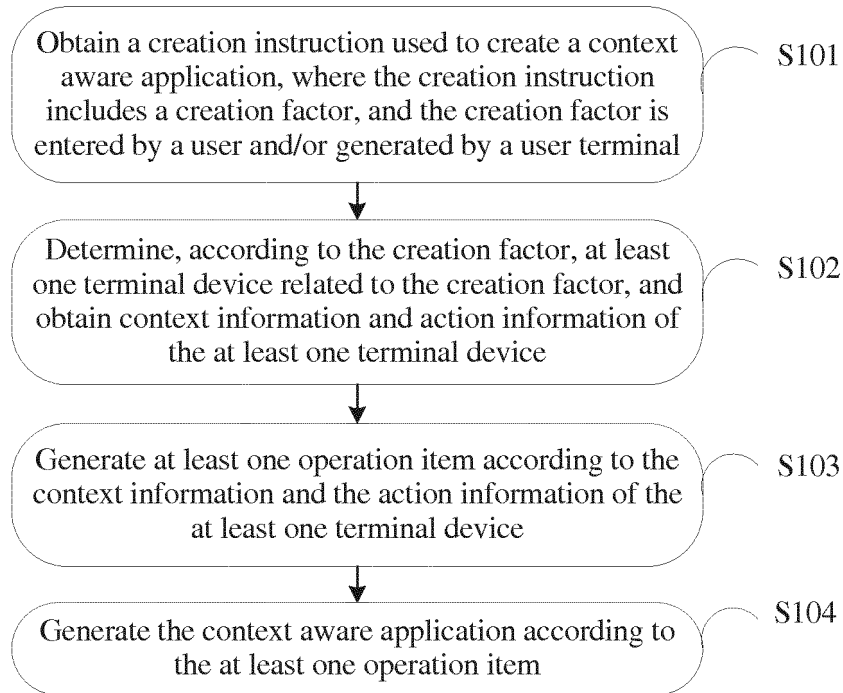 Obtain a creation instruction used to create a context
aware application, where the creation instruction
includes a creation factor, and the creation factor is
entered by a user and/or generated by a user terminal
S101
Determine, according to the creation factor, at least
one terminal device related to the creation factor, and
obtain context information and action information of
the at least one terminal device
S102
Generate at least one operation item according to the
context information and the action information of the
at least one terminal device
S103
Generate the context aware application according to
the at least one operation item
S104